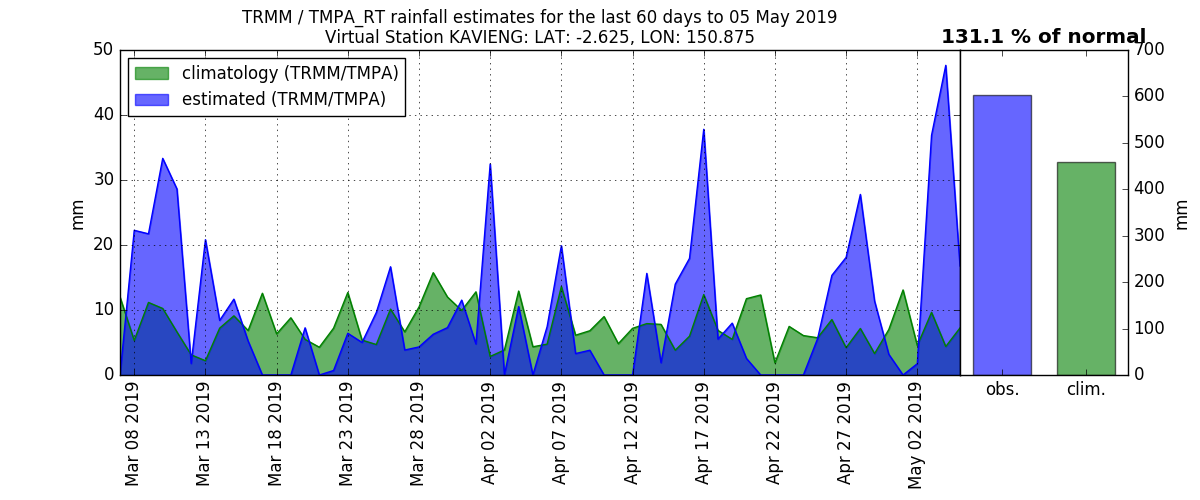 TRMM / TMPA_RT rainfall estimates for the last 60 days to 05 May 2019
Virtual Station KAVIENG: LAT: -2.625, LON: 150.875
131.1 % of normal
climatology (TRMM/TMPA)
estimated (TRMM/TMPA)
50
40
30
20
10
0
mm
Mar 08 2019
Mar 13 2019
Mar 18 2019
Mar 23 2019
Mar 28 2019
Apr 02 2019
Apr 07 2019
Apr 12 2019
Apr 17 2019
Apr 22 2019
Apr 27 2019
May 02 2019
700
600
500
400
300
200
100
0
mm
obs.
clim.